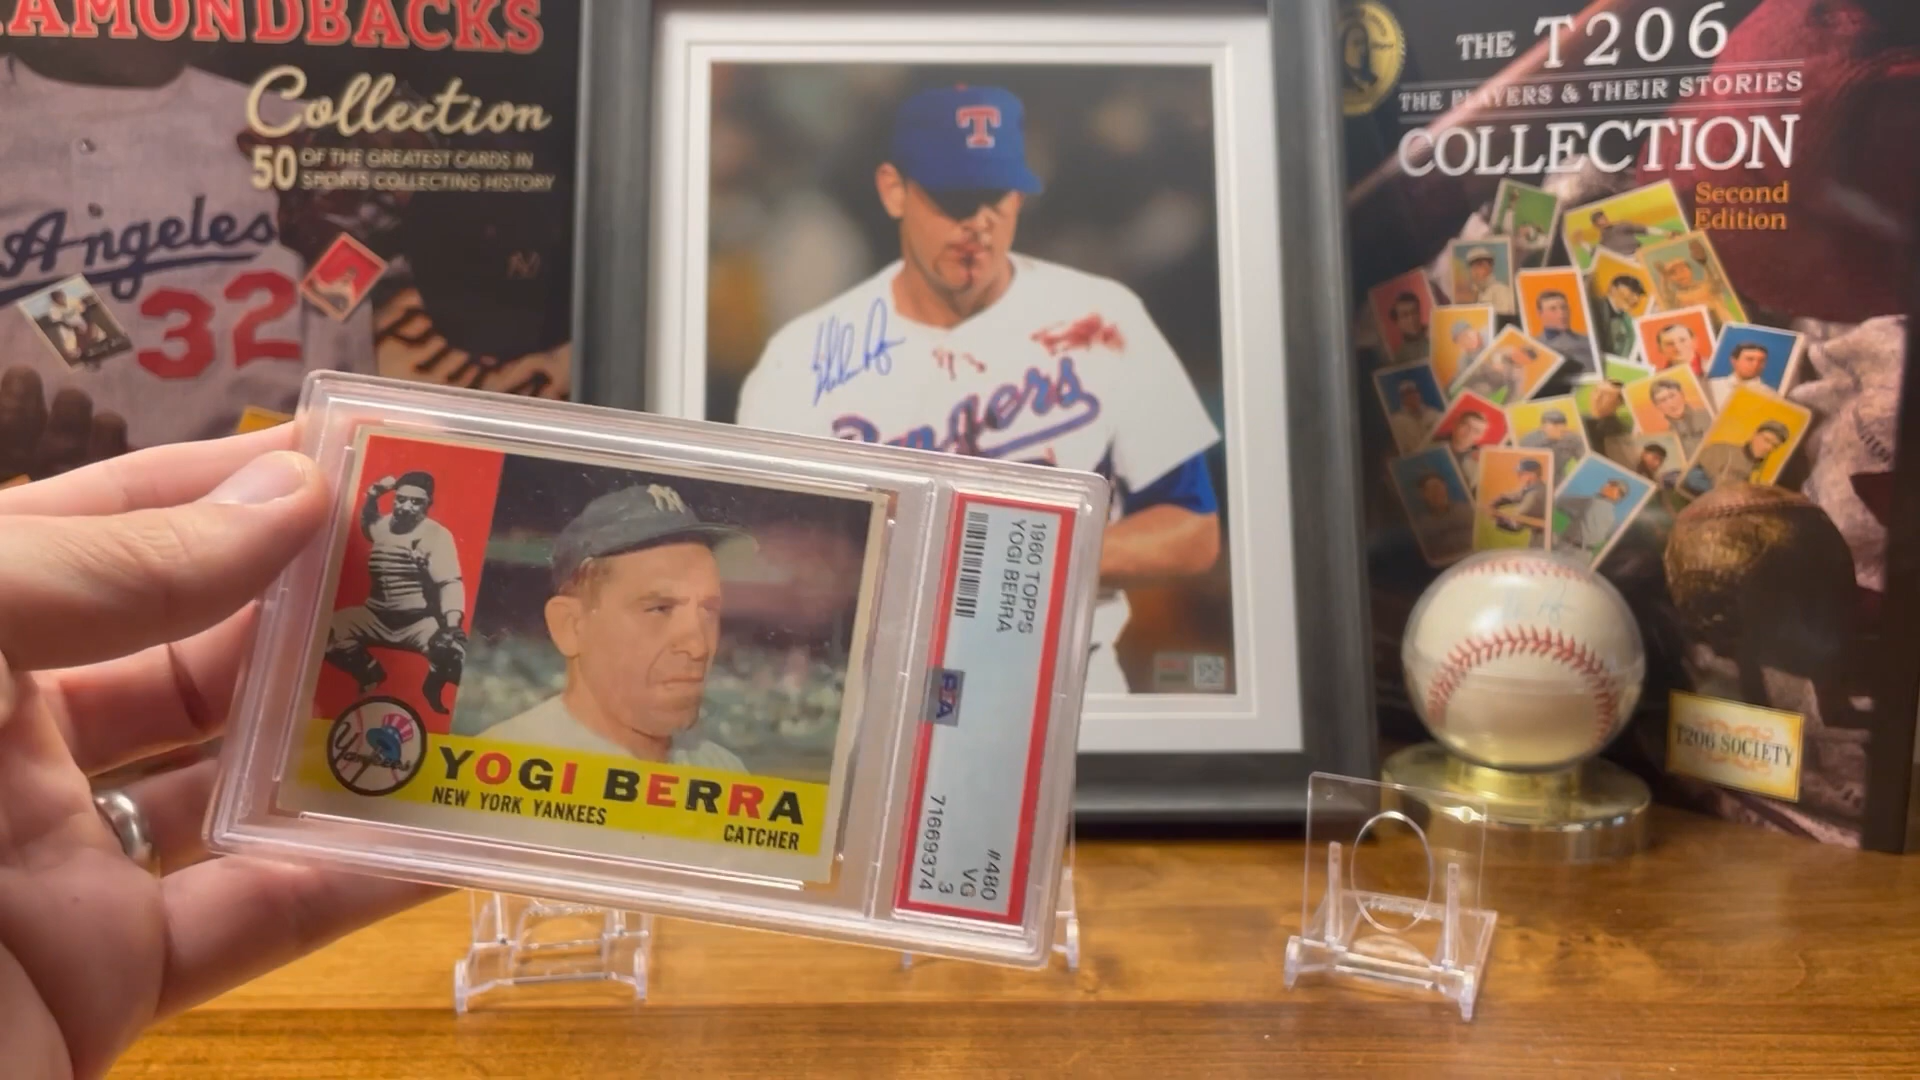 AMONDBACKS
Collection
50 OF THE GREATEST CARDS IN
SPORTS COLLECTING HISTORY
Angeles
32
T
Rangers
THE T206
THE PLAYERS & THEIR STORIES
COLLECTION
Second
Edition
T206 SOCIETY
NY
Yankees
YOGI BERRA
NEW YORK YANKEES
CATCHER
1960 TOPPS
YOGI BERRA
#480
VG
3
71669374
PSA